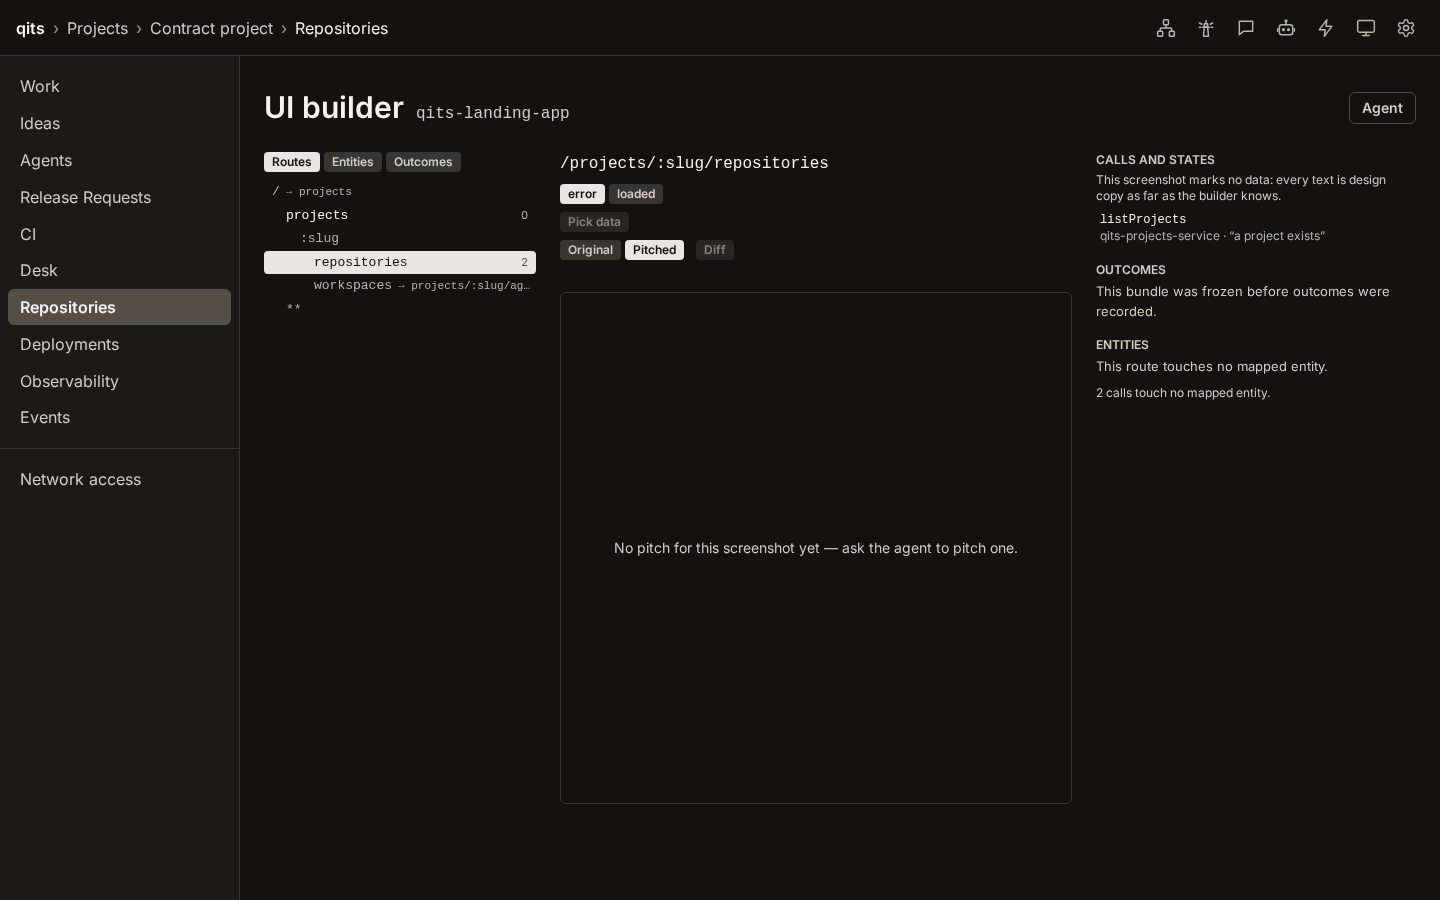 qits › Projects › Contract project › Repositories
Work
Ideas
Agents
Release Requests
CI
Desk
Repositories
Deployments
Observability
Events
Network access
UI builder qits-landing-app
Agent
Routes Entities Outcomes
/ → projects
projects 0
:slug
repositories 2
workspaces → projects/:slug/ag…
**
/projects/:slug/repositories
error loaded
Pick data
Original Pitched Diff
No pitch for this screenshot yet — ask the agent to pitch one.
CALLS AND STATES
This screenshot marks no data: every text is design
copy as far as the builder knows.
listProjects
qits-projects-service · “a project exists”
OUTCOMES
This bundle was frozen before outcomes were
recorded.
ENTITIES
This route touches no mapped entity.
2 calls touch no mapped entity.